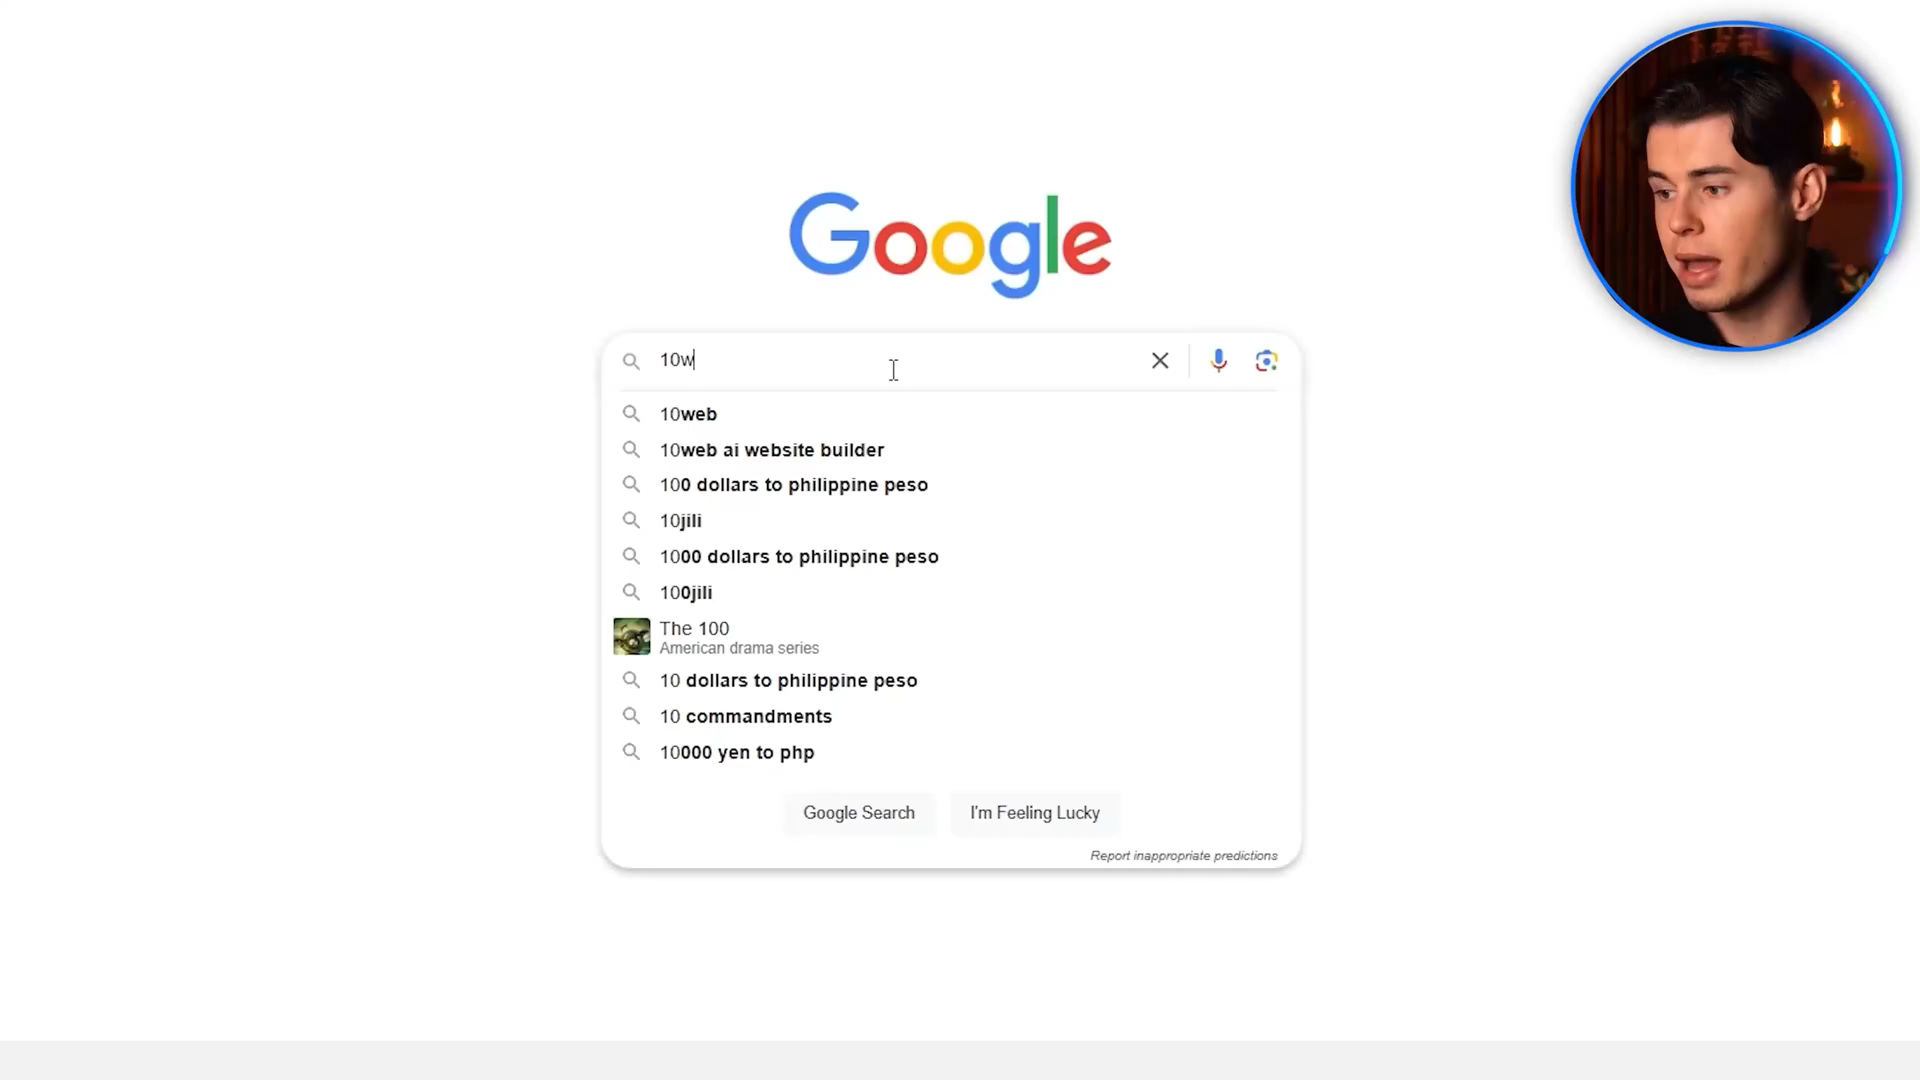 Google
10w
10web
10web ai website builder
100 dollars to philippine peso
10jili
1000 dollars to philippine peso
100jili
The 100
American drama series
10 dollars to philippine peso
10 commandments
10000 yen to php
Google Search
I'm Feeling Lucky
Report inappropriate predictions